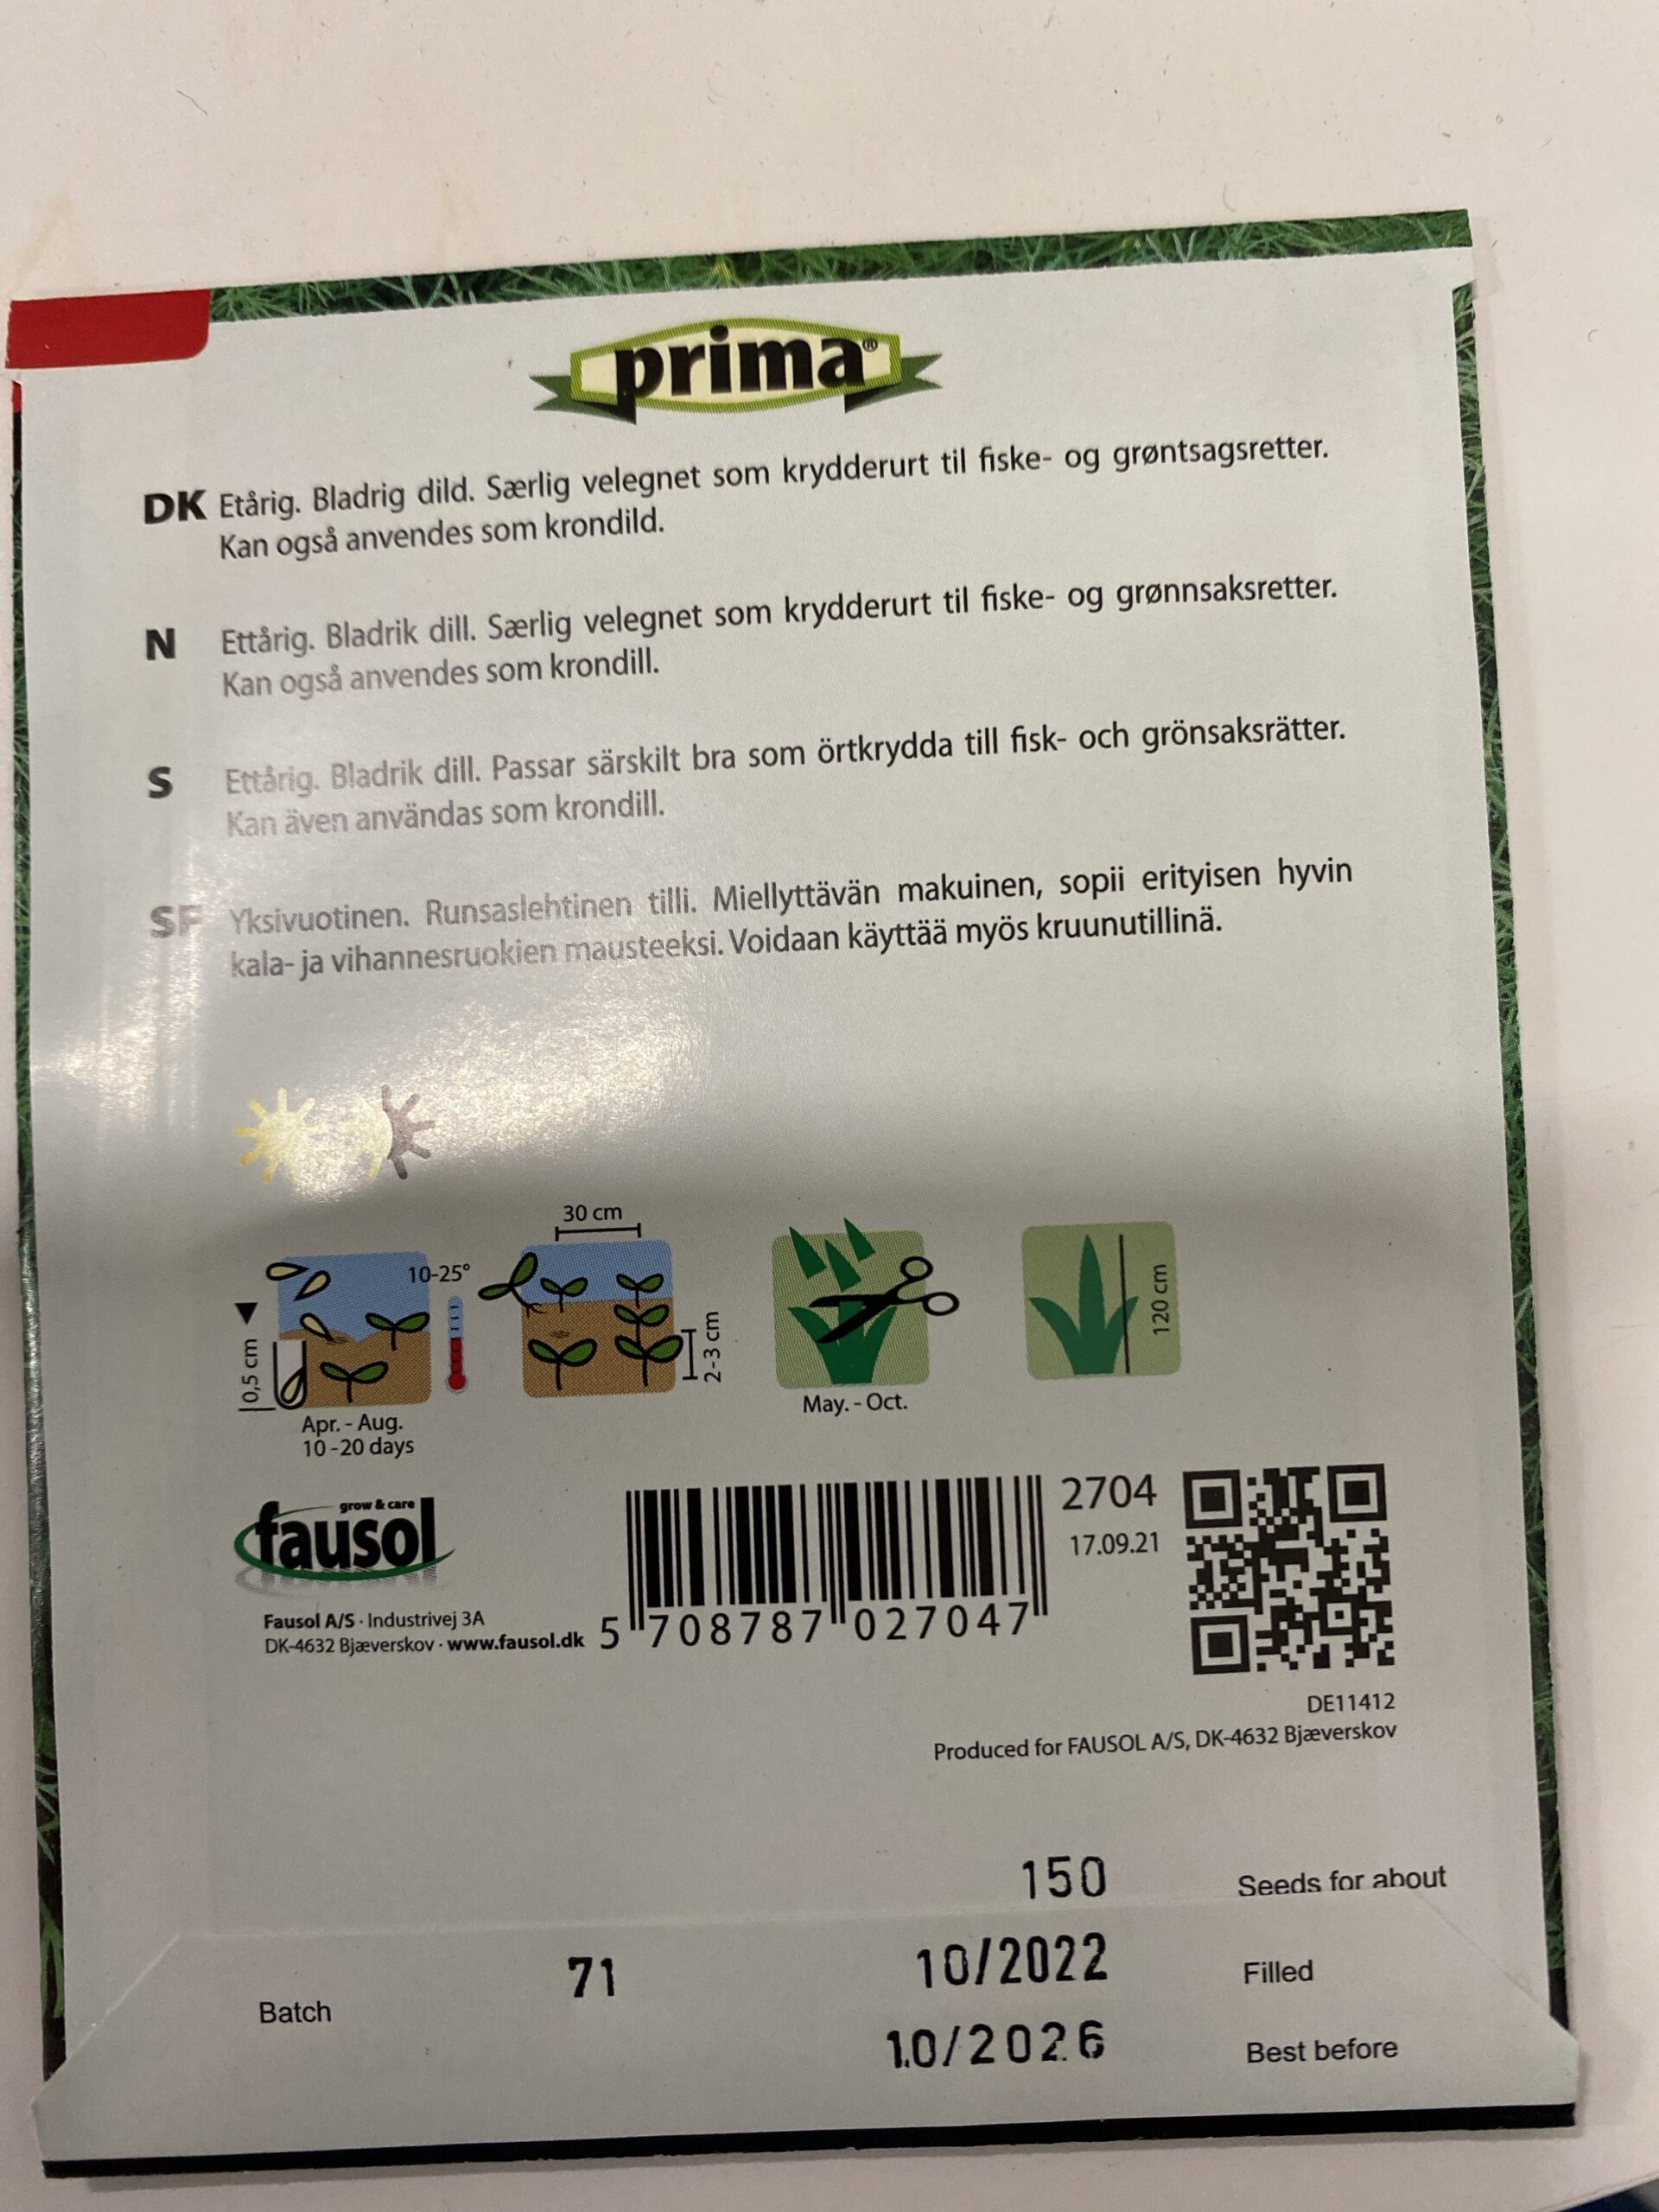 prima®
DK Etårig. Bladrig dild. Særlig velegnet som krydderurt til fiske- og grøntsagsretter.
Kan også anvendes som krondild.
N Ettårig. Bladrik dill. Særlig velegnet som krydderurt til fiske- og grønnsaksretter.
Kan også anvendes som krondill.
S Ettårig. Bladrik dill. Passar särskilt bra som örtkrydda till fisk- och grönsaksrätter.
Kan även användas som krondill.
SF Yksivuotinen. Runsaslehtinen tilli. Miellyttävän makuinen, sopii erityisen hyvin
kala- ja vihannesruokien mausteeksi. Voidaan käyttää myös kruunutillinä.
30 cm
10-25°
0,5 cm
2-3 cm
120 cm
Apr. - Aug.
10 -20 days
May. - Oct.
grow & care
fausol
Fausol A/S · Industrivej 3A
DK-4632 Bjæverskov · www.fausol.dk
5 708787 027047
2704
17.09.21
DE11412
Produced for FAUSOL A/S, DK-4632 Bjæverskov
150 Seeds for about
Batch 71 10/2022 Filled
10/2026 Best before